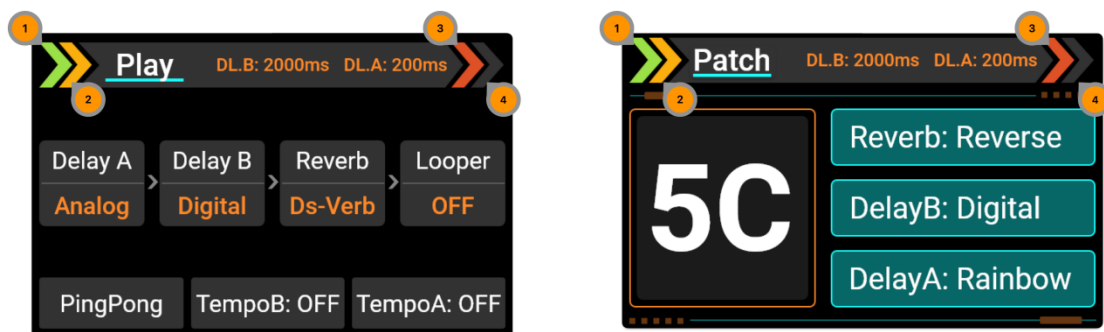 1
3
Play DL.B: 2000ms DL.A: 200ms
2
4
Delay A Delay B Reverb Looper
Analog Digital Ds-Verb OFF
PingPong TempoB: OFF TempoA: OFF
1
3
Patch DL.B: 2000ms DL.A: 200ms
2
4
5C
Reverb: Reverse
DelayB: Digital
DelayA: Rainbow